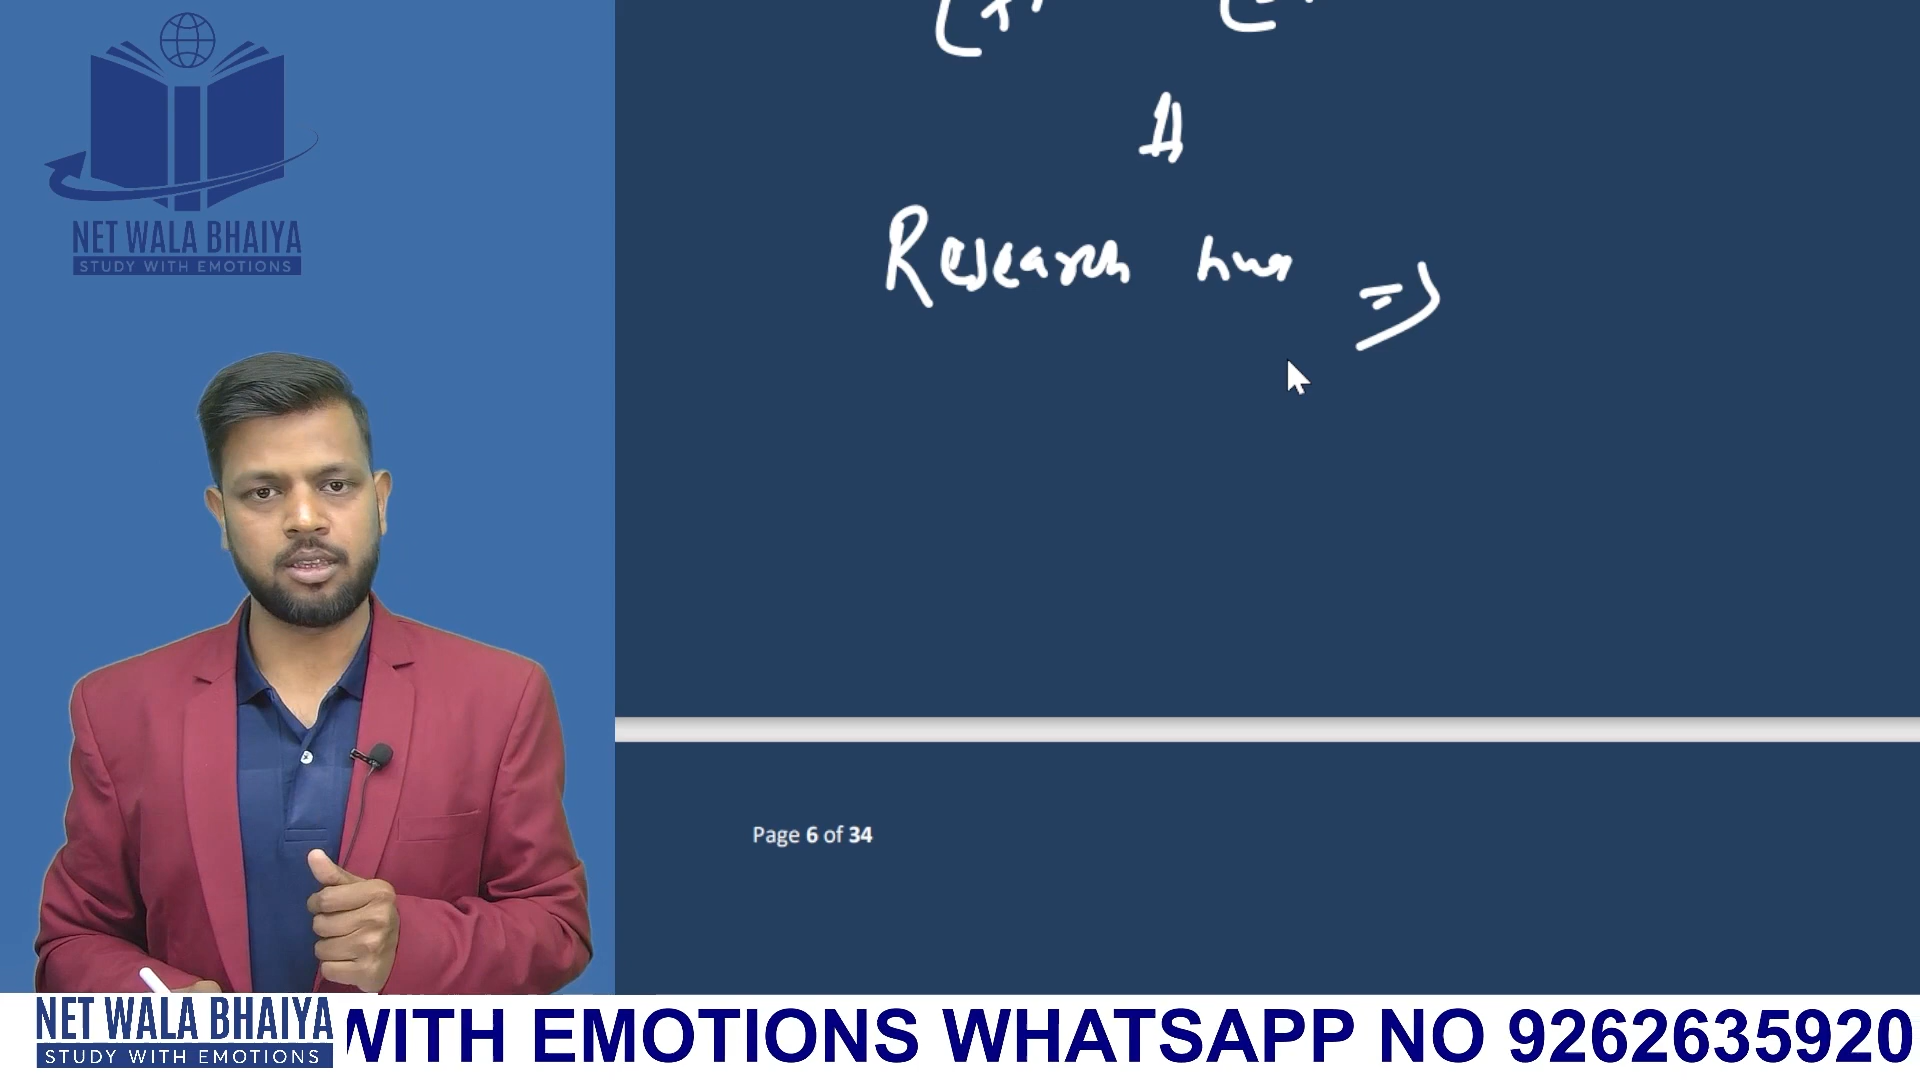 NET WALA BHAIYA
STUDY WITH EMOTIONS
Research
Page 6 of 34
NET WALA BHAIYA
STUDY WITH EMOTIONS
WITH EMOTIONS WHATSAPP NO 9262635920